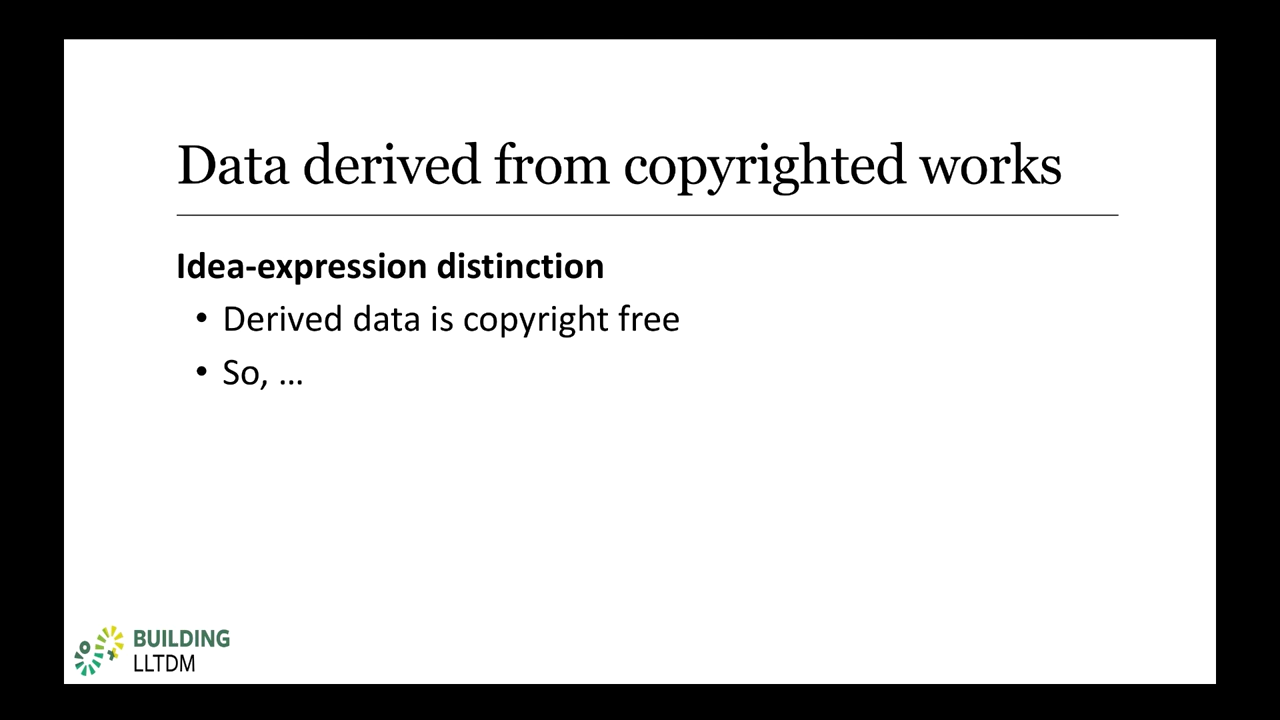 Data derived from copyrighted works
Idea-expression distinction
• Derived data is copyright free
• So, ...
BUILDING
LLTDM